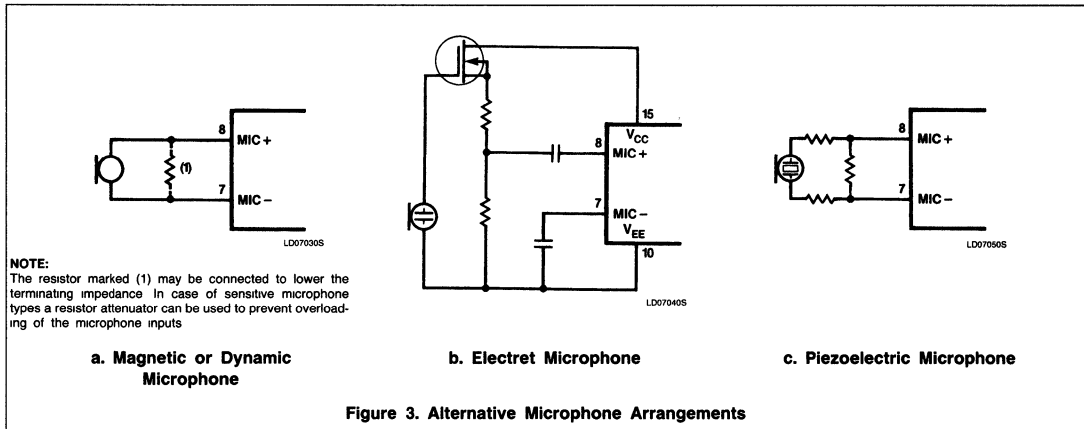 8
MIC +
(1)
7
MIC −
LD07030S
NOTE:
The resistor marked (1) may be connected to lower the
terminating impedance In case of sensitive microphone
types a resistor attenuator can be used to prevent overload-
ing of the microphone inputs
a. Magnetic or Dynamic
Microphone
15
VCC
8
MIC +
7
MIC −
VEE
10
LD07040S
b. Electret Microphone
8
MIC +
7
MIC −
LD07050S
c. Piezoelectric Microphone
Figure 3. Alternative Microphone Arrangements